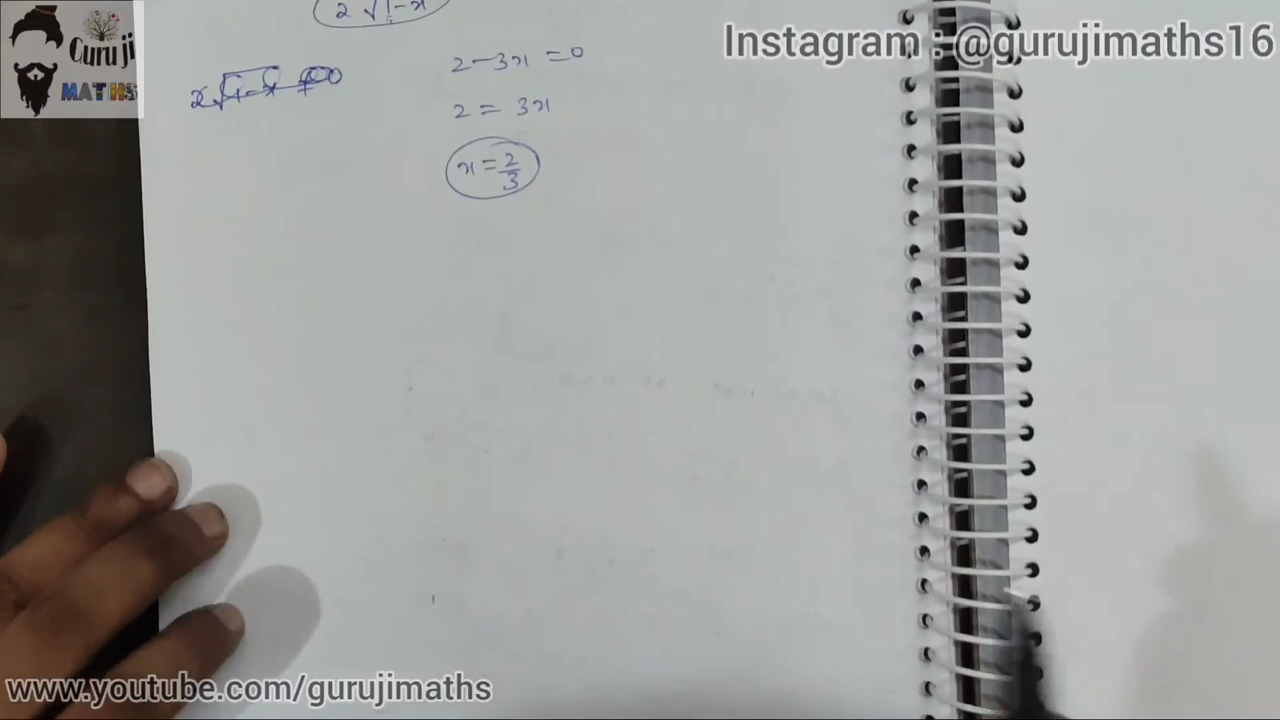 2 √1-x
Guru ji
MATHS
Instagram : @gurujimaths16
2-3x = 0
2 = 3x
x = 2/3
www.youtube.com/gurujimaths